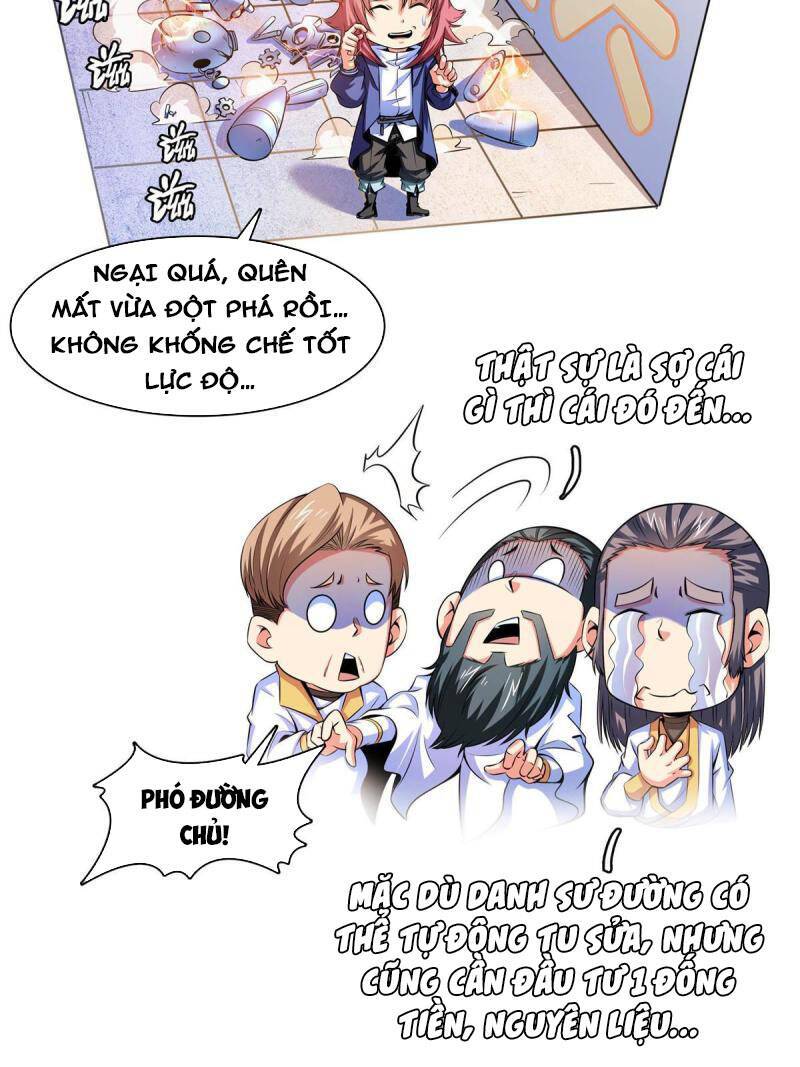 NGẠI QUÁ, QUÊN
MẤT VỪA ĐỘT PHÁ RỒI...
KHÔNG KHỐNG CHẾ TỐT
LỰC ĐỘ...
THẬT SỰ LÀ SỢ CÁI
GÌ THÌ CÁI ĐÓ ĐẾN...
PHÓ ĐƯỜNG
CHỦ!
MẶC DÙ DANH SƯ ĐƯỜNG CÓ
THỂ TỰ ĐỘNG TU SỬA, NHƯNG
CŨNG CẦN ĐẦU TƯ 1 ĐỐNG
TIỀN, NGUYÊN LIỆU...